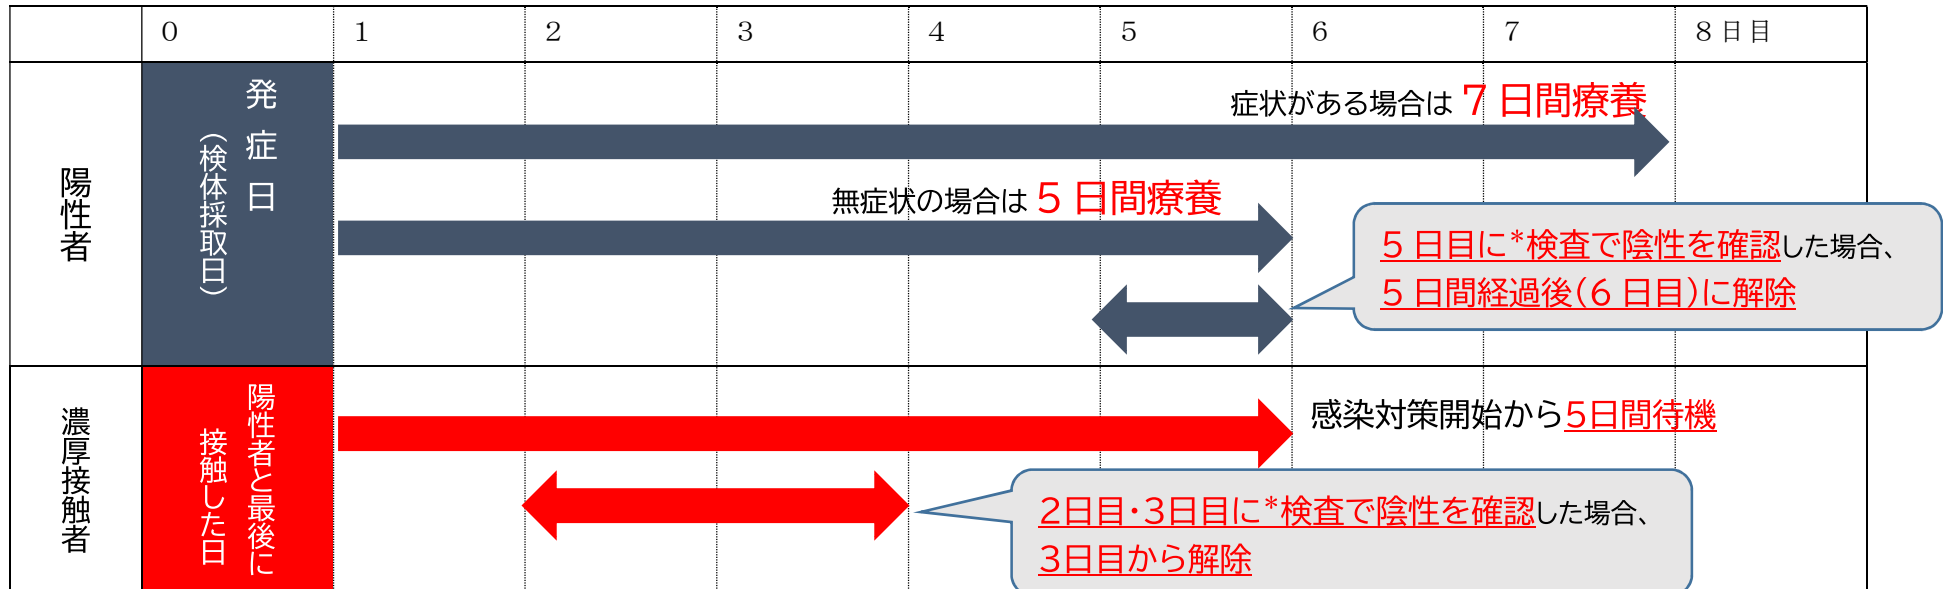 0 1 2 3 4 5 6 7 8日目
陽性者
発症日
（検体採取日）
症状がある場合は7日間療養
無症状の場合は5日間療養
5日目に*検査で陰性を確認した場合、
5日間経過後（6日目）に解除
濃厚接触者
陽性者と最後に
接触した日
感染対策開始から5日間待機
2日目・3日目に*検査で陰性を確認した場合、
3日目から解除